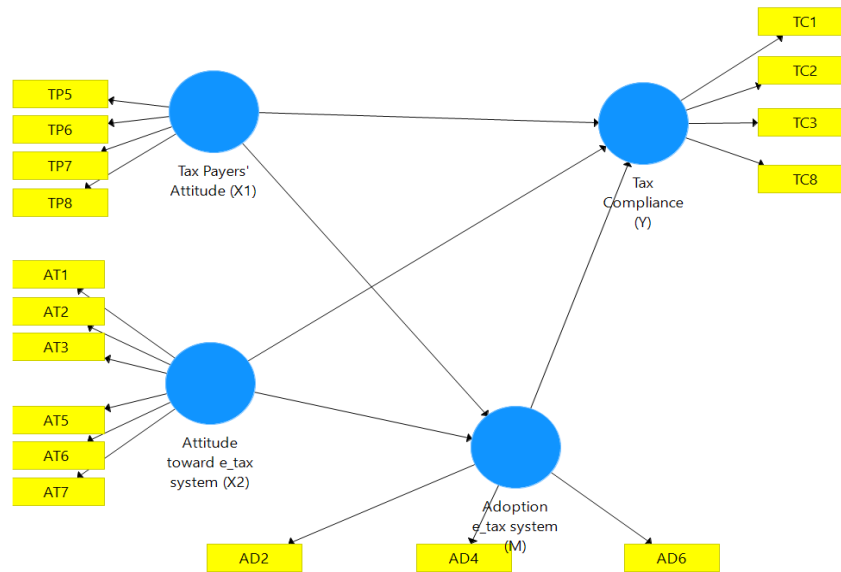 TC1
TC2
TC3
TC8
TP5
TP6
TP7
TP8
Tax Payers'
Attitude (X1)
Tax
Compliance
(Y)
AT1
AT2
AT3
AT5
AT6
AT7
Attitude
toward e_tax
system (X2)
Adoption
e_tax system
(M)
AD2
AD4
AD6